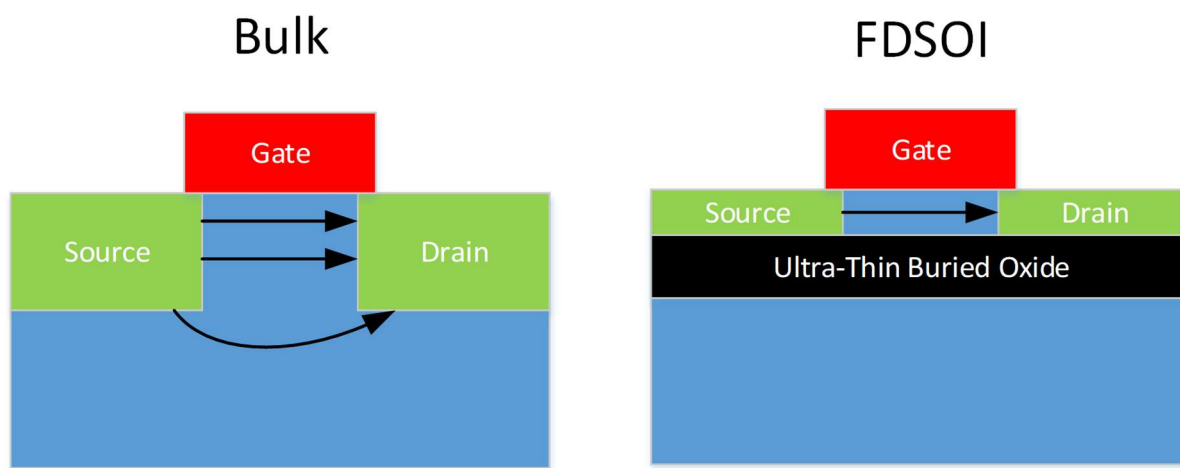 Bulk
Gate
Source
Drain
FDSOI
Gate
Source
Drain
Ultra-Thin Buried Oxide